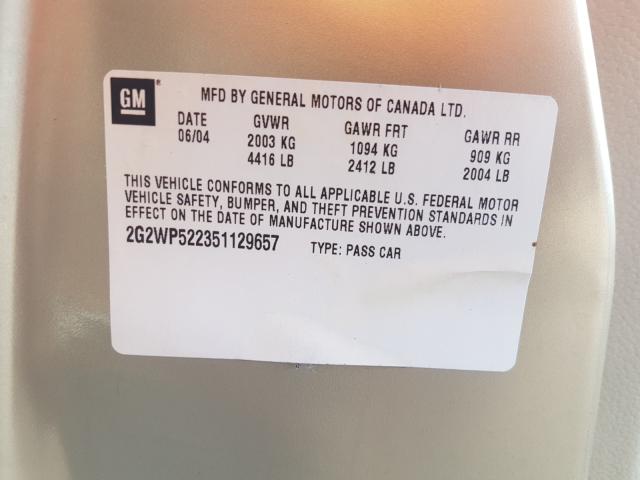 GM
MFD BY GENERAL MOTORS OF CANADA LTD.
DATE GVWR GAWR FRT GAWR RR
06/04 2003 KG 1094 KG 909 KG
4416 LB 2412 LB 2004 LB
THIS VEHICLE CONFORMS TO ALL APPLICABLE U.S. FEDERAL MOTOR
VEHICLE SAFETY, BUMPER, AND THEFT PREVENTION STANDARDS IN
EFFECT ON THE DATE OF MANUFACTURE SHOWN ABOVE.
2G2WP522351129657 TYPE: PASS CAR